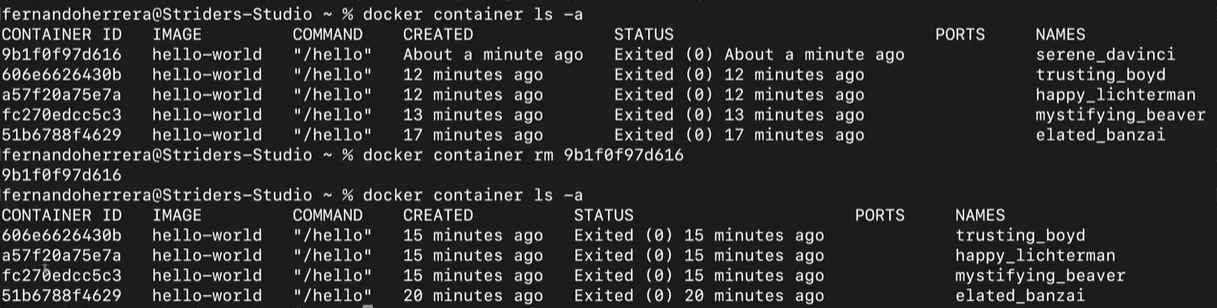 fernandoherrera@Striders-Studio ~ % docker container ls -a
CONTAINER ID   IMAGE         COMMAND    CREATED              STATUS                          PORTS     NAMES
9b1f0f97d616   hello-world   "/hello"   About a minute ago   Exited (0) About a minute ago             serene_davinci
606e6626430b   hello-world   "/hello"   12 minutes ago       Exited (0) 12 minutes ago                 trusting_boyd
a57f20a75e7a   hello-world   "/hello"   12 minutes ago       Exited (0) 12 minutes ago                 happy_lichterman
fc270edcc5c3   hello-world   "/hello"   13 minutes ago       Exited (0) 13 minutes ago                 mystifying_beaver
51b6788f4629   hello-world   "/hello"   17 minutes ago       Exited (0) 17 minutes ago                 elated_banzai
fernandoherrera@Striders-Studio ~ % docker container rm 9b1f0f97d616
9b1f0f97d616
fernandoherrera@Striders-Studio ~ % docker container ls -a
CONTAINER ID   IMAGE         COMMAND    CREATED          STATUS                      PORTS     NAMES
606e6626430b   hello-world   "/hello"   15 minutes ago   Exited (0) 15 minutes ago             trusting_boyd
a57f20a75e7a   hello-world   "/hello"   15 minutes ago   Exited (0) 15 minutes ago             happy_lichterman
fc270edcc5c3   hello-world   "/hello"   15 minutes ago   Exited (0) 15 minutes ago             mystifying_beaver
51b6788f4629   hello-world   "/hello"   20 minutes ago   Exited (0) 20 minutes ago             elated_banzai